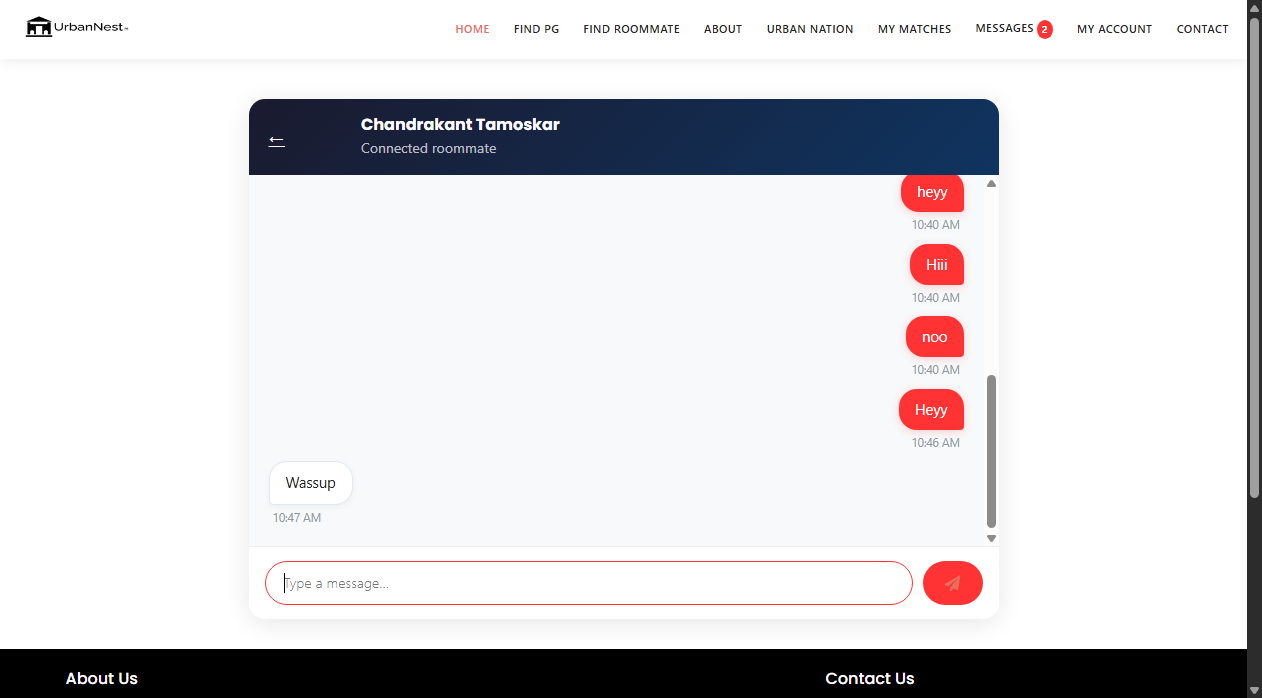 UrbanNest
HOME FIND PG FIND ROOMMATE ABOUT URBAN NATION MY MATCHES MESSAGES 2 MY ACCOUNT CONTACT
←
Chandrakant Tamoskar
Connected roommate
heyy
10:40 AM
Hiii
10:40 AM
noo
10:40 AM
Heyy
10:46 AM
Wassup
10:47 AM
Type a message...
About Us
Contact Us